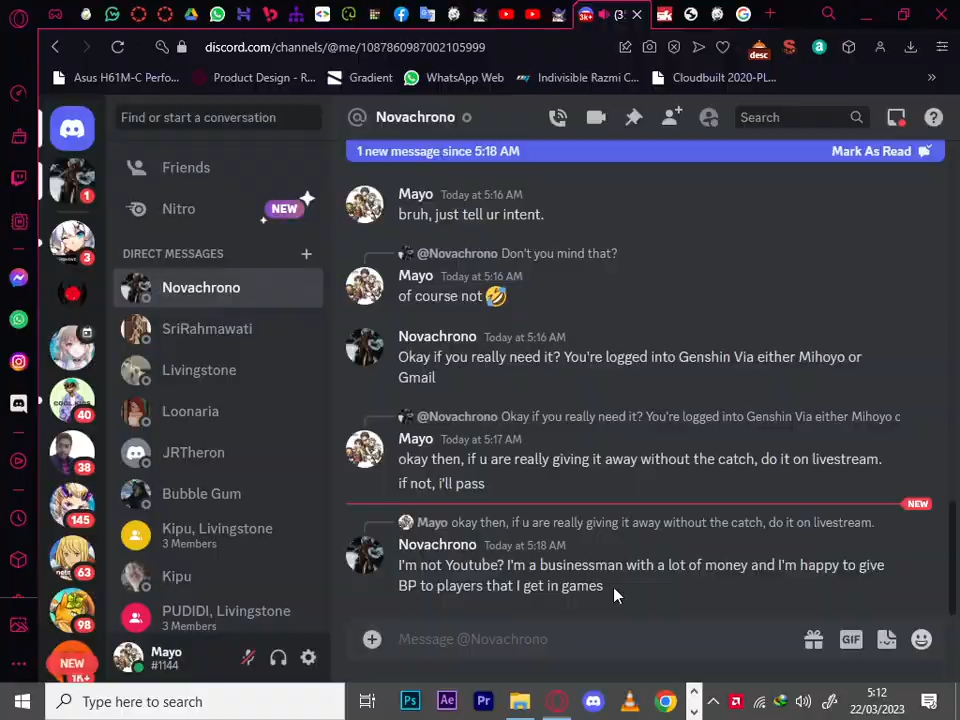 discord.com/channels/@me/1087860987002105999
Asus H61M-C Perfo...
Product Design - R...
Gradient
WhatsApp Web
Indivisible Razmi C...
Cloudbuilt 2020-PL...
desc
Find or start a conversation
Friends
Nitro
NEW
DIRECT MESSAGES
Novachrono
SriRahmawati
Livingstone
Loonaria
JRTheron
Bubble Gum
Kipu, Livingstone
3 Members
Kipu
PUDIDI, Livingstone
3 Members
1
3
40
38
145
63
98
NEW
Mayo
#1144
Novachrono
Search
1 new message since 5:18 AM
Mark As Read
Mayo Today at 5:16 AM
bruh, just tell ur intent.
@Novachrono Don't you mind that?
Mayo Today at 5:16 AM
of course not 🤣
Novachrono Today at 5:16 AM
Okay if you really need it? You're logged into Genshin Via either Mihoyo or
Gmail
@Novachrono Okay if you really need it? You're logged into Genshin Via either Mihoyo
Mayo Today at 5:17 AM
okay then, if u are really giving it away without the catch, do it on livestream.
if not, i'll pass
NEW
Mayo okay then, if u are really giving it away without the catch, do it on livestream.
Novachrono Today at 5:18 AM
I'm not Youtube? I'm a businessman with a lot of money and I'm happy to give
BP to players that I get in games
Message @Novachrono
GIF
Type here to search
5:12
22/03/2023